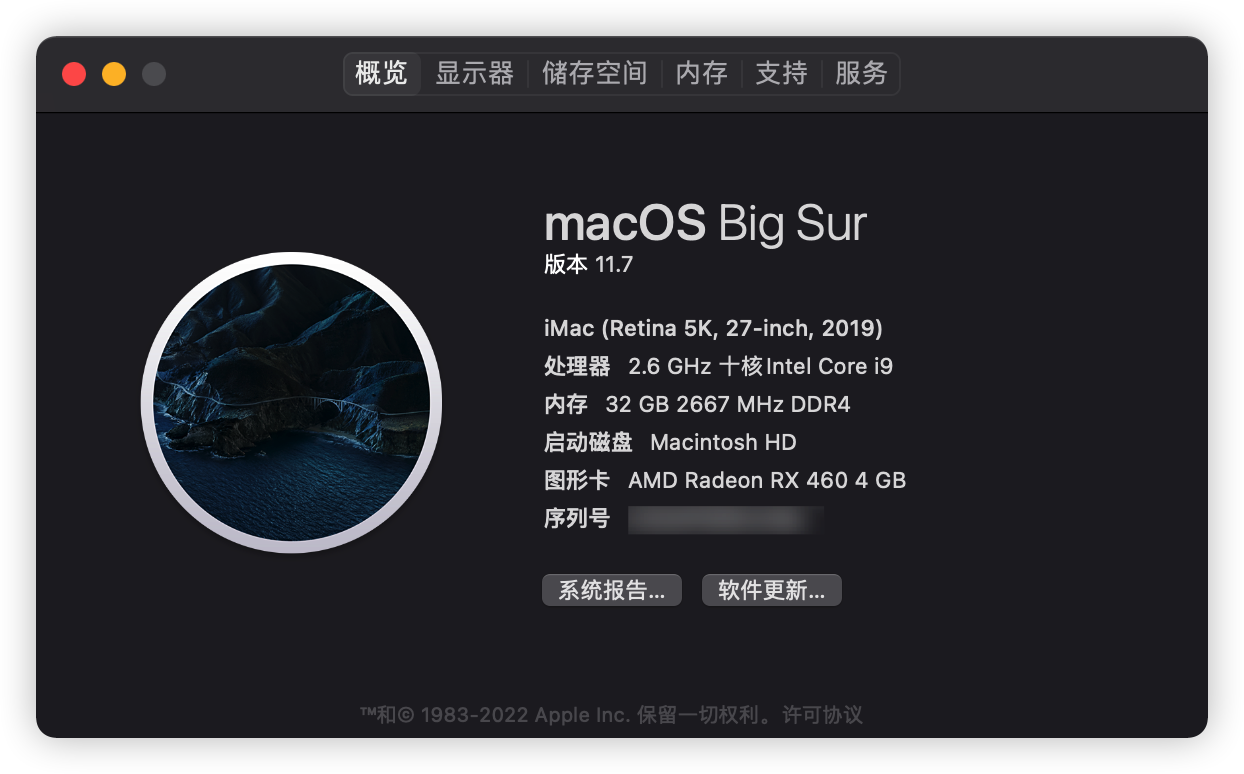 概览 显示器 储存空间 内存 支持 服务
macOS Big Sur
版本 11.7
iMac (Retina 5K, 27-inch, 2019)
处理器 2.6 GHz 十核Intel Core i9
内存 32 GB 2667 MHz DDR4
启动磁盘 Macintosh HD
图形卡 AMD Radeon RX 460 4 GB
序列号
系统报告... 软件更新...
™和© 1983-2022 Apple Inc. 保留一切权利。许可协议